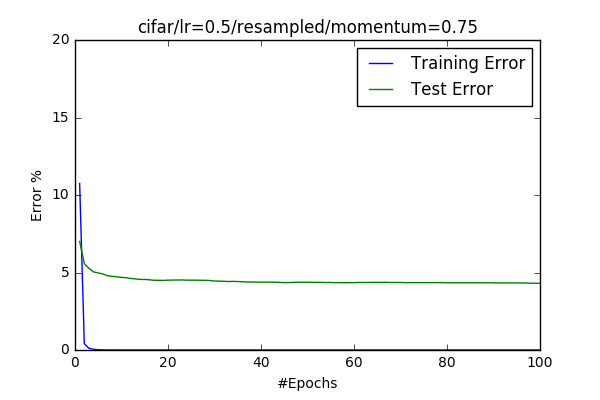 cifar/lr=0.5/resampled/momentum=0.75
20
15
10
5
0
Error %
Training Error
Test Error
0 20 40 60 80 100
#Epochs